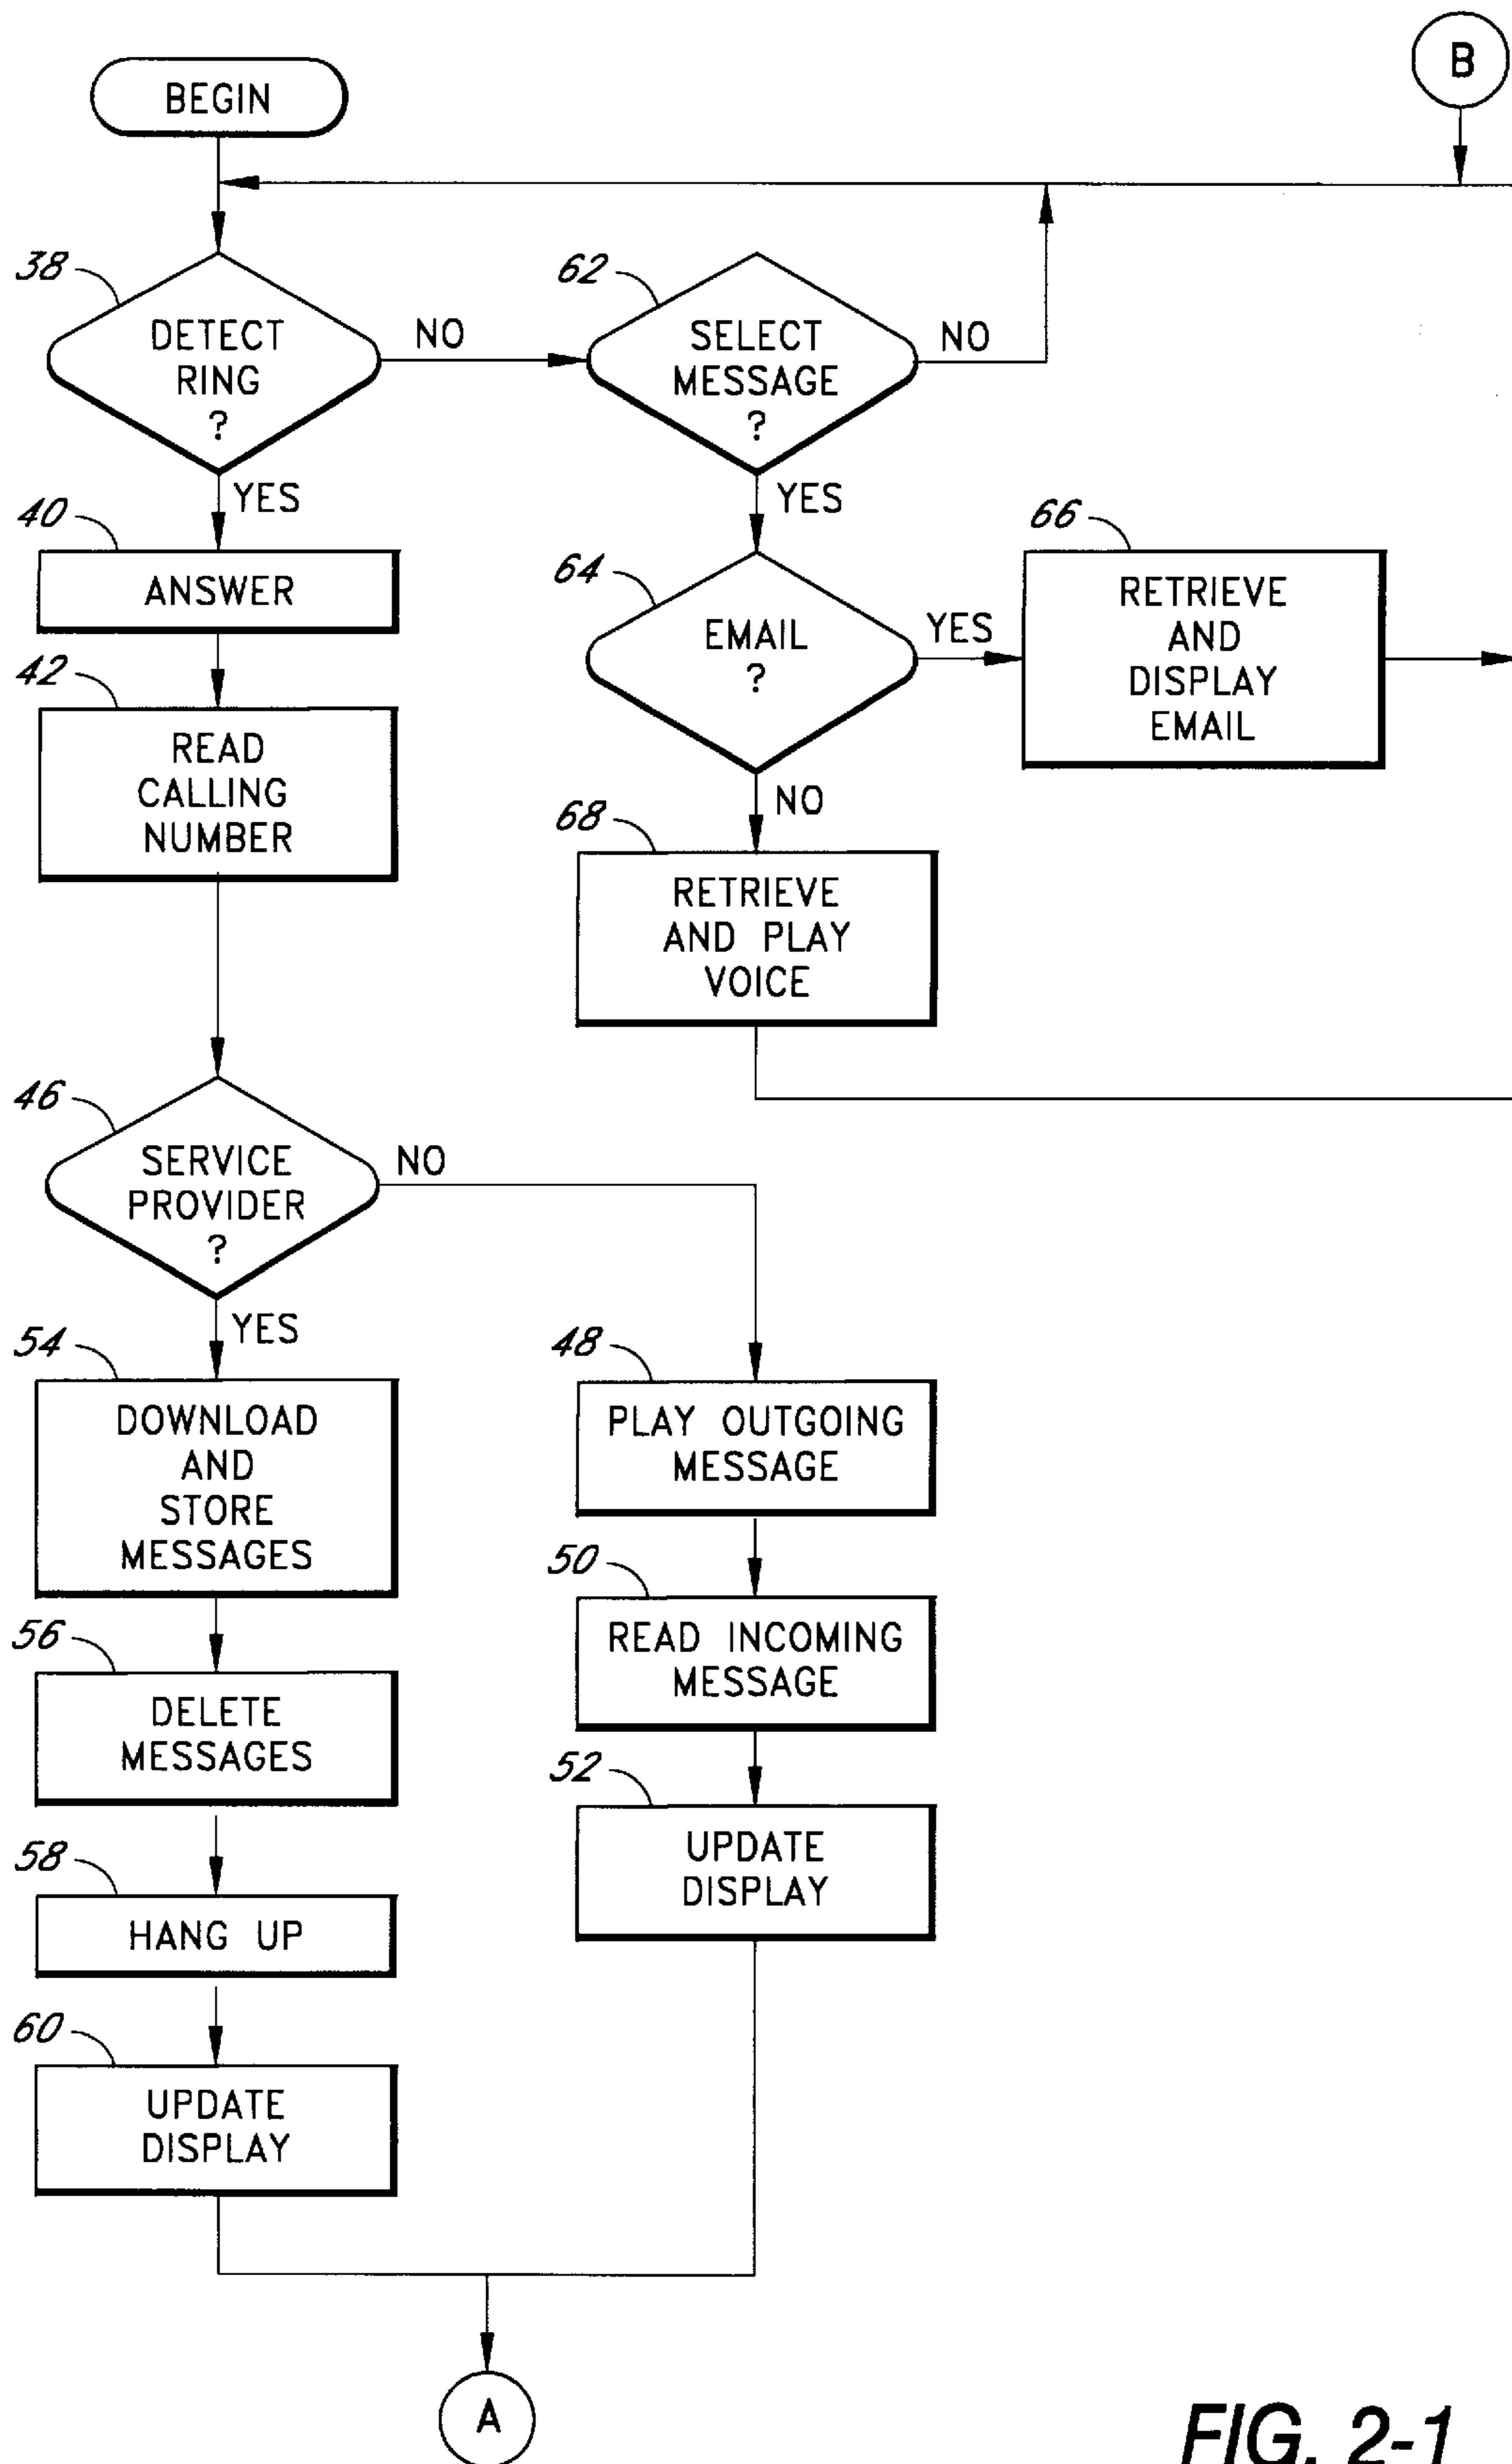 B
BEGIN
38
DETECT
RING
?
NO
YES
62
SELECT
MESSAGE
?
NO
YES
40
ANSWER
42
READ
CALLING
NUMBER
64
EMAIL
?
YES
NO
66
RETRIEVE
AND
DISPLAY
EMAIL
68
RETRIEVE
AND PLAY
VOICE
46
SERVICE
PROVIDER
?
NO
YES
54
DOWNLOAD
AND
STORE
MESSAGES
56
DELETE
MESSAGES
58
HANG UP
60
UPDATE
DISPLAY
48
PLAY OUTGOING
MESSAGE
50
READ INCOMING
MESSAGE
52
UPDATE
DISPLAY
A
FIG. 2-1